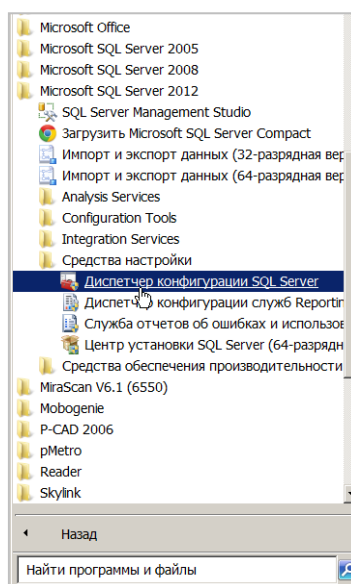 Microsoft Office
Microsoft SQL Server 2005
Microsoft SQL Server 2008
Microsoft SQL Server 2012
SQL Server Management Studio
Загрузить Microsoft SQL Server Compact
Импорт и экспорт данных (32-разрядная вер
Импорт и экспорт данных (64-разрядная вер
Analysis Services
Configuration Tools
Integration Services
Средства настройки
Диспетчер конфигурации SQL Server
Диспетчер конфигурации служб Reportin
Служба отчетов об ошибках и использов
Центр установки SQL Server (64-разрядн
Средства обеспечения производительности
MiraScan V6.1 (6550)
Mobogenie
P-CAD 2006
pMetro
Reader
Skylink
Назад
Найти программы и файлы